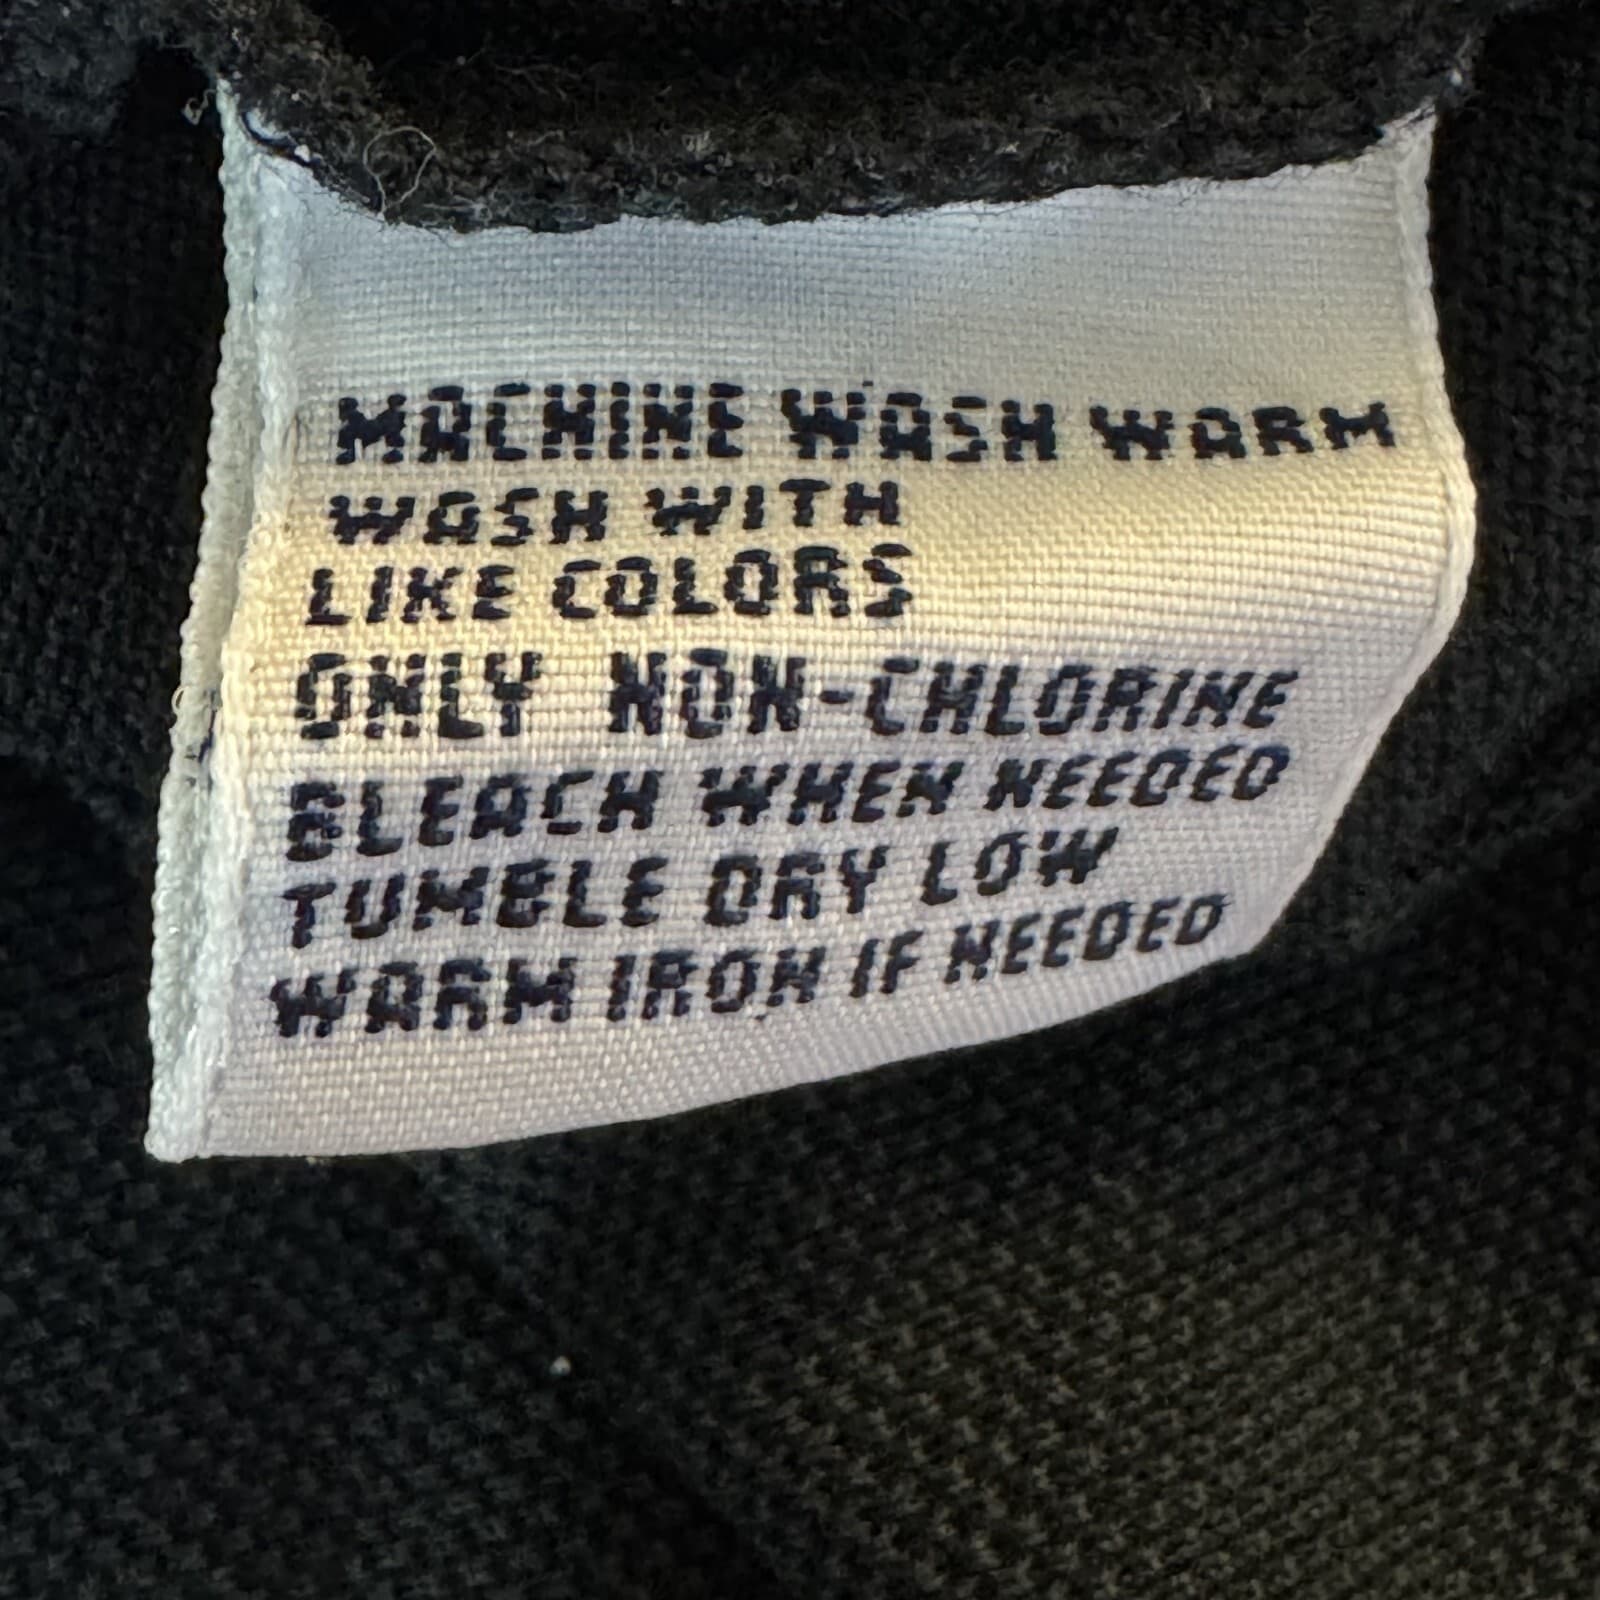 MACHINE WASH WARM
WASH WITH
LIKE COLORS
ONLY NON-CHLORINE
BLEACH WHEN NEEDED
TUMBLE DRY LOW
WARM IRON IF NEEDED